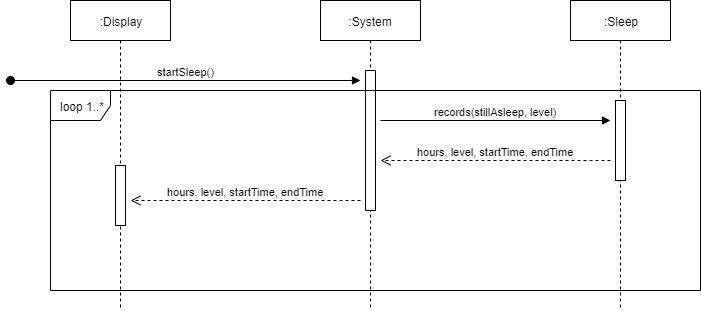 :Display
:System
:Sleep
startSleep()
loop 1..*
records(stillAsleep, level)
hours, level, startTime, endTime
hours, level, startTime, endTime